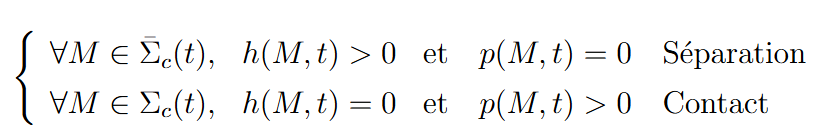 ∀M ∈ Σ̄c(t), h(M, t) > 0 et p(M, t) = 0 Séparation
∀M ∈ Σc(t), h(M, t) = 0 et p(M, t) > 0 Contact